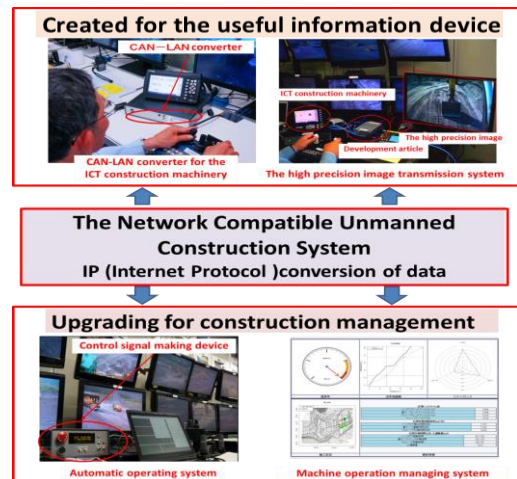 Created for the useful information device
CAN-LAN converter
CAN-LAN converter for the
ICT construction machinery
ICT construction machinery
The high precision image
Development article
The high precision image transmission system
The Network Compatible Unmanned
Construction System
IP (Internet Protocol )conversion of data
Upgrading for construction management
Control signal making device
Automatic operating system
Machine operation managing system